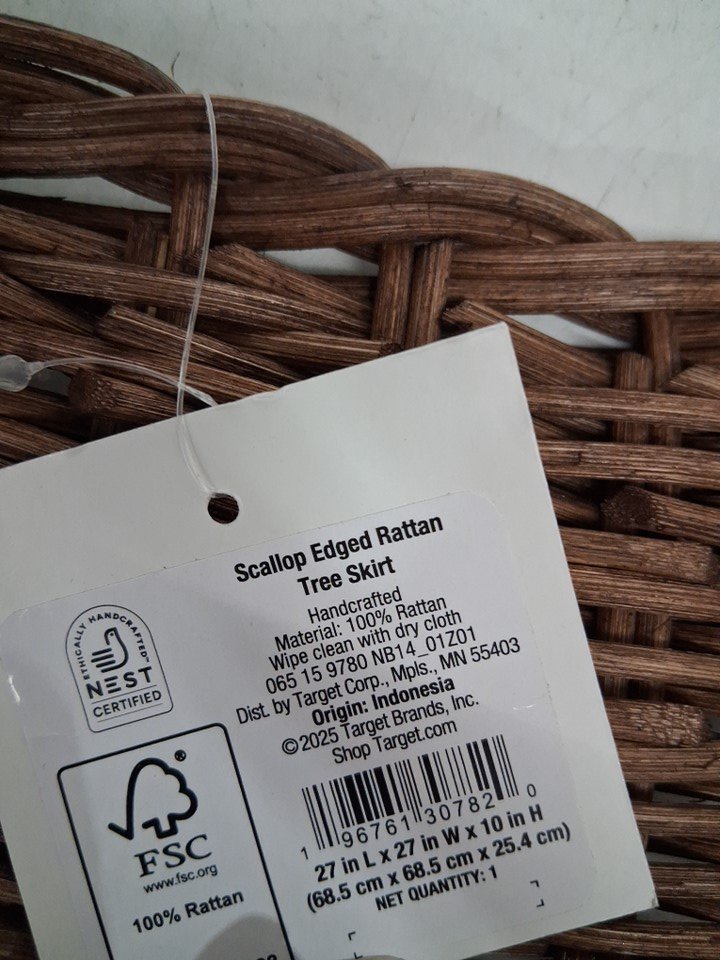 Scallop Edged Rattan
Tree Skirt
Handcrafted
Material: 100% Rattan
Wipe clean with dry cloth
065 15 9780 NB14_01Z01
Dist. by Target Corp., Mpls., MN 55403
Origin: Indonesia
©2025 Target Brands, Inc.
Shop Target.com
ETHICALLY HANDCRAFTED™
NEST
CERTIFIED
1 96761 30782 0
27 in L x 27 in W x 10 in H
(68.5 cm x 68.5 cm x 25.4 cm)
NET QUANTITY: 1
®
FSC
www.fsc.org
100% Rattan